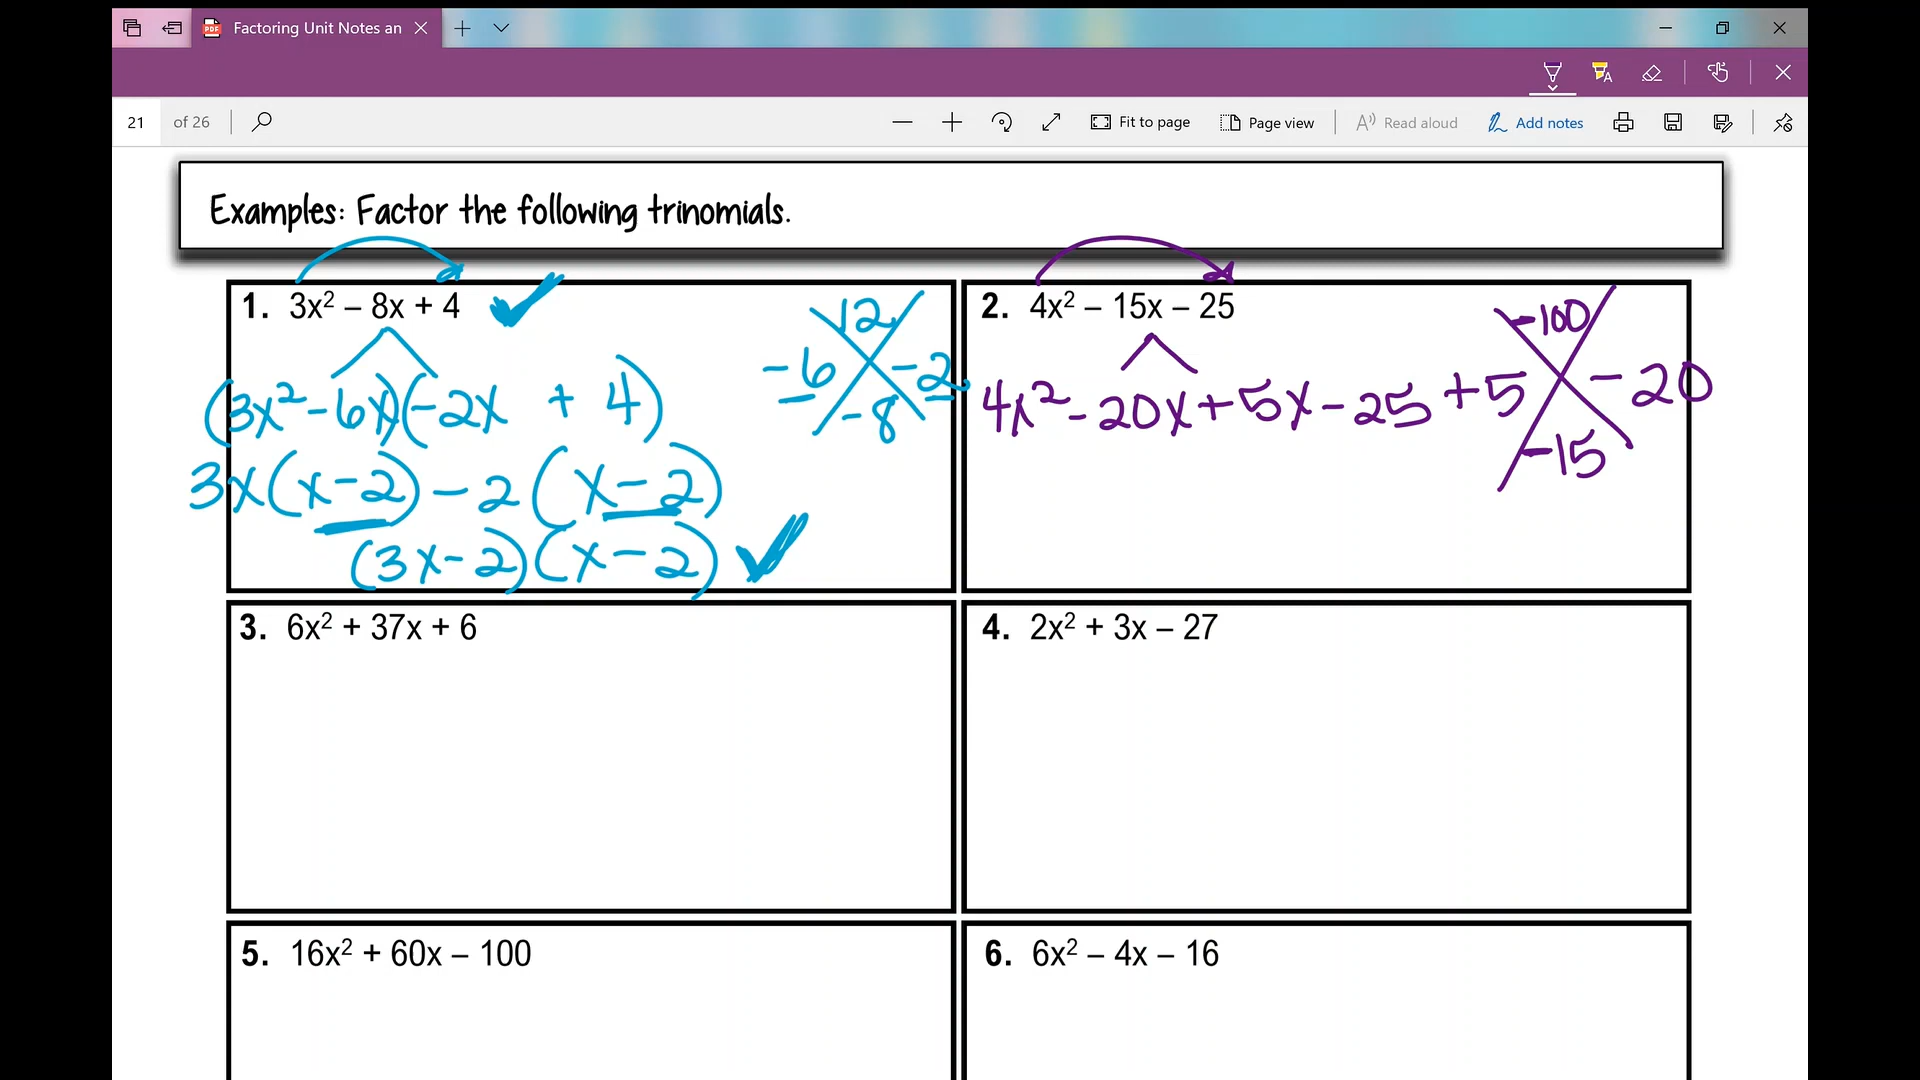 Factoring Unit Notes an
21 of 26
Fit to page
Page view
Read aloud
Add notes
Examples: Factor the following trinomials.
1. 3x² – 8x + 4
12
-6 -2
-8
(3x²-6x)(-2x + 4)
3x(x-2)-2(x-2)
(3x-2)(x-2)
2. 4x² – 15x – 25
-100
+5 -20
-15
4x²-20x+5x-25
3. 6x² + 37x + 6
4. 2x² + 3x – 27
5. 16x² + 60x – 100
6. 6x² – 4x – 16